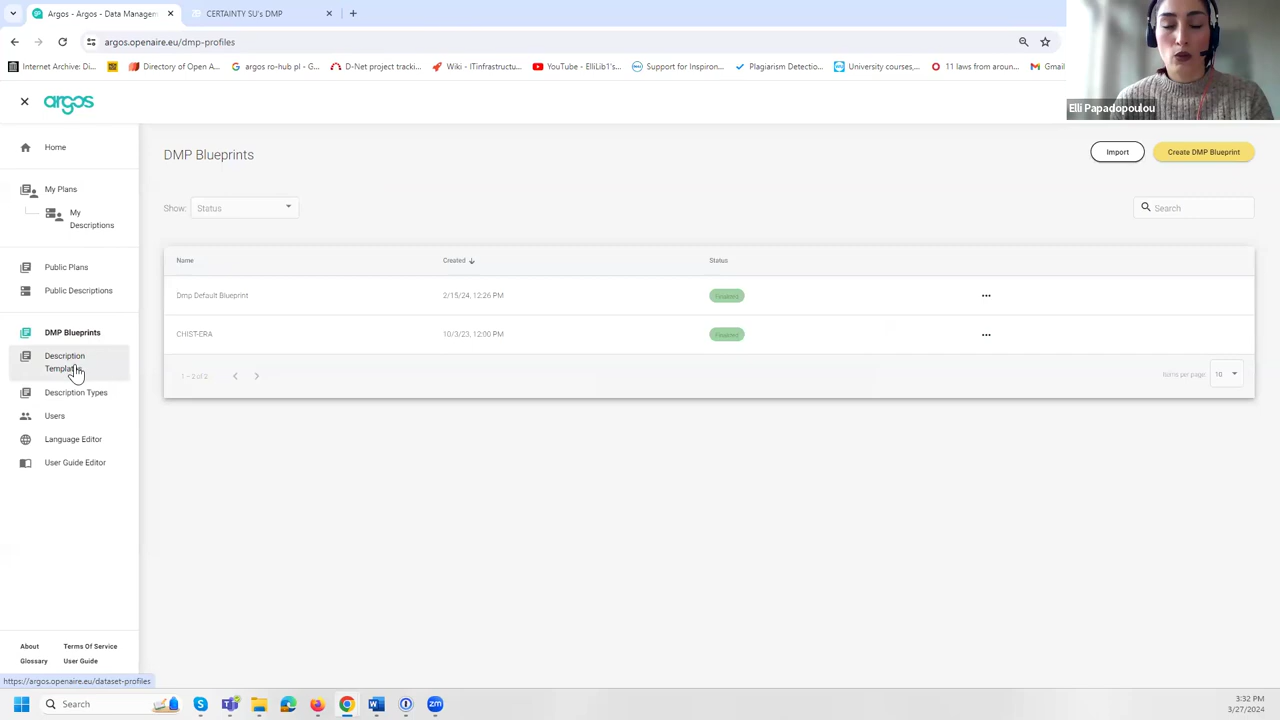 Argos - Argos - Data Managem
CERTAINTY SU's DMP
argos.openaire.eu/dmp-profiles
Internet Archive: Di...
Directory of Open A...
argos ro-hub pl - G...
D-Net project tracki...
Wiki - ITInfrastructu...
YouTube - ElliLib1's...
Support for Inspiron...
Plagiarism Detectio...
University courses,...
11 laws from aroun...
Gmail
Elli Papadopoulou
argos
Home
My Plans
My
Descriptions
Public Plans
Public Descriptions
DMP Blueprints
Description
Templates
Description Types
Users
Language Editor
User Guide Editor
About
Terms Of Service
Glossary
User Guide
https://argos.openaire.eu/dataset-profiles
DMP Blueprints
Import
Create DMP Blueprint
Show:
Status
Search
Name
Created
Status
Dmp Default Blueprint
2/15/24, 12:26 PM
Finalized
CHIST-ERA
10/3/23, 12:00 PM
Finalized
1 – 2 of 2
Items per page:
10
Search
3:32 PM
3/27/2024